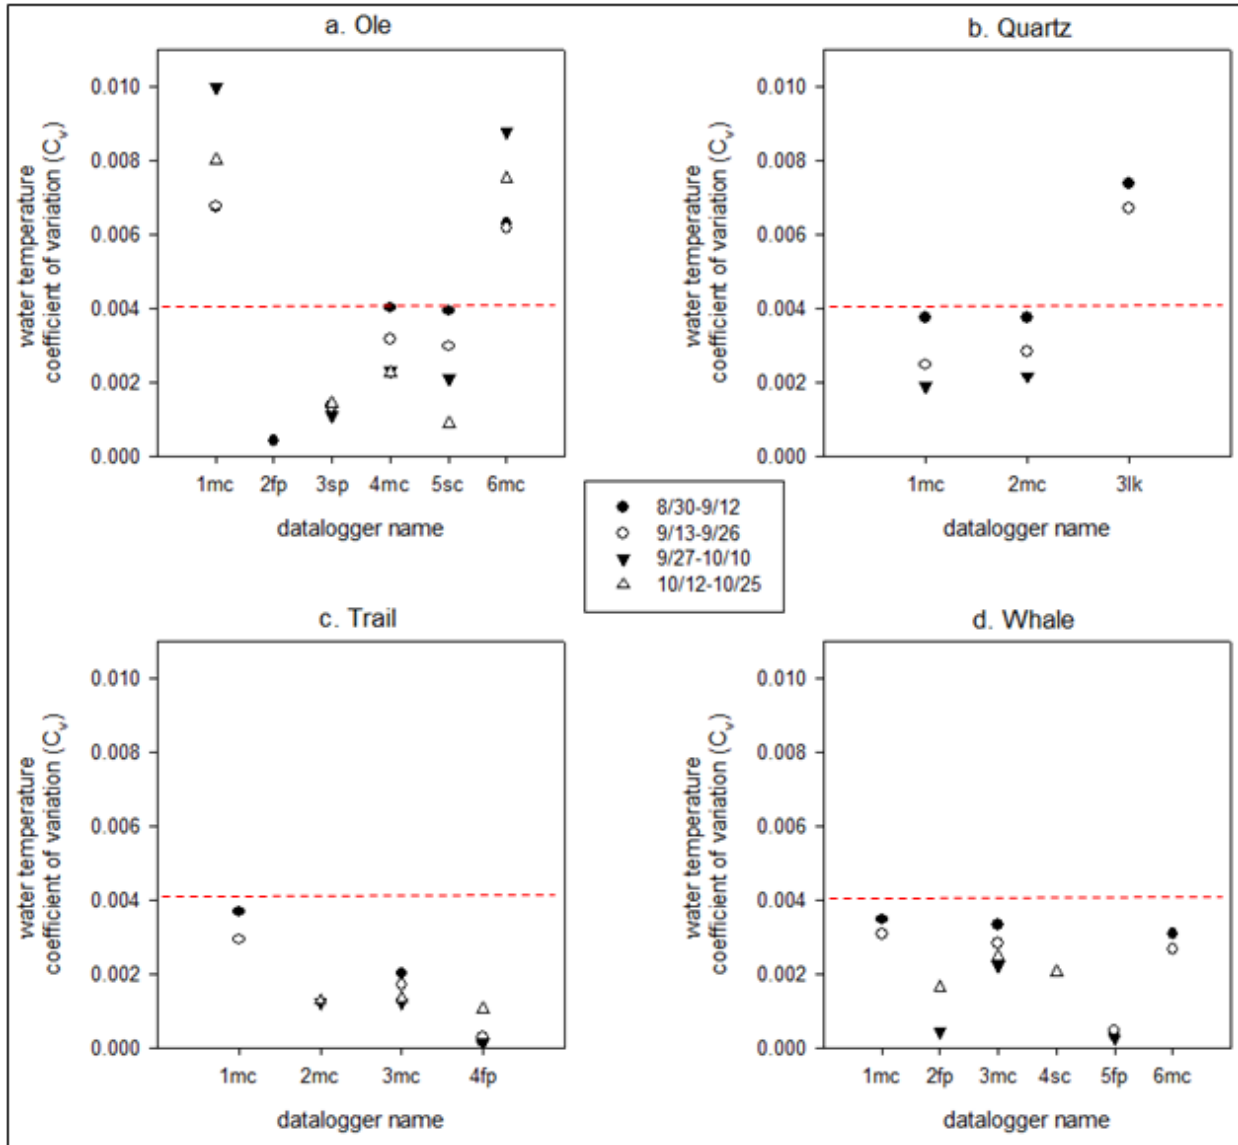 a. Ole
0.010
0.008
0.006
0.004
0.002
0.000
water temperature
coefficient of variation (Cv)
1mc 2fp 3sp 4mc 5sc 6mc
datalogger name
b. Quartz
0.010
0.008
0.006
0.004
0.002
0.000
water temperature
coefficient of variation (Cv)
1mc 2mc 3lk
datalogger name
8/30-9/12
9/13-9/26
9/27-10/10
10/12-10/25
c. Trail
0.010
0.008
0.006
0.004
0.002
0.000
water temperature
coefficient of variation (Cv)
1mc 2mc 3mc 4fp
datalogger name
d. Whale
0.010
0.008
0.006
0.004
0.002
0.000
water temperature
coefficient of variation (Cv)
1mc 2fp 3mc 4sc 5fp 6mc
datalogger name